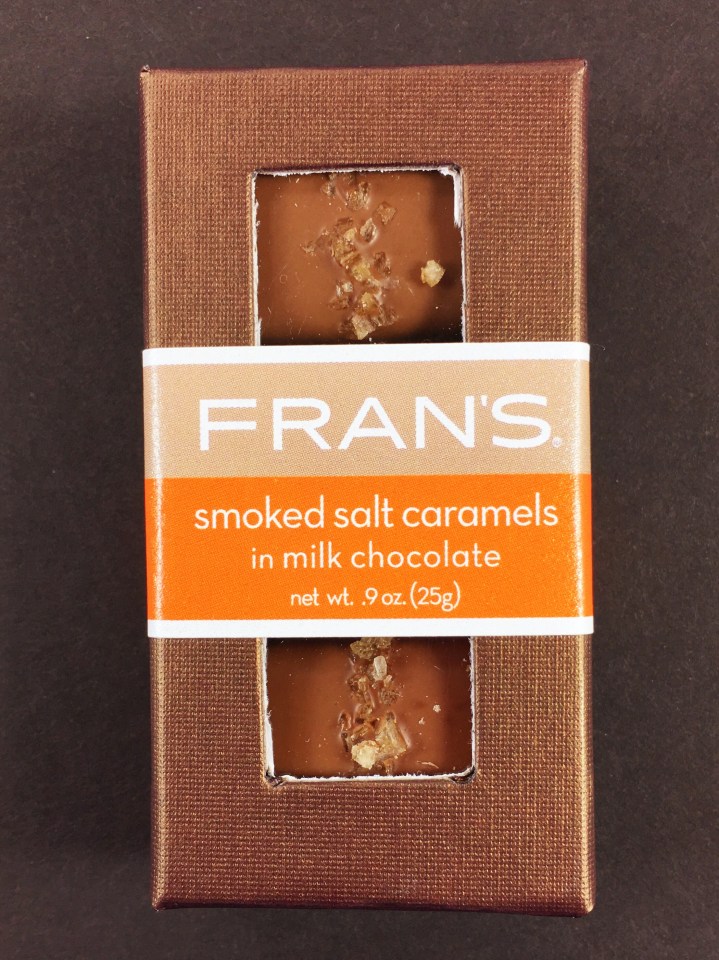 FRAN'S®
smoked salt caramels
in milk chocolate
net wt. .9 oz. (25g)